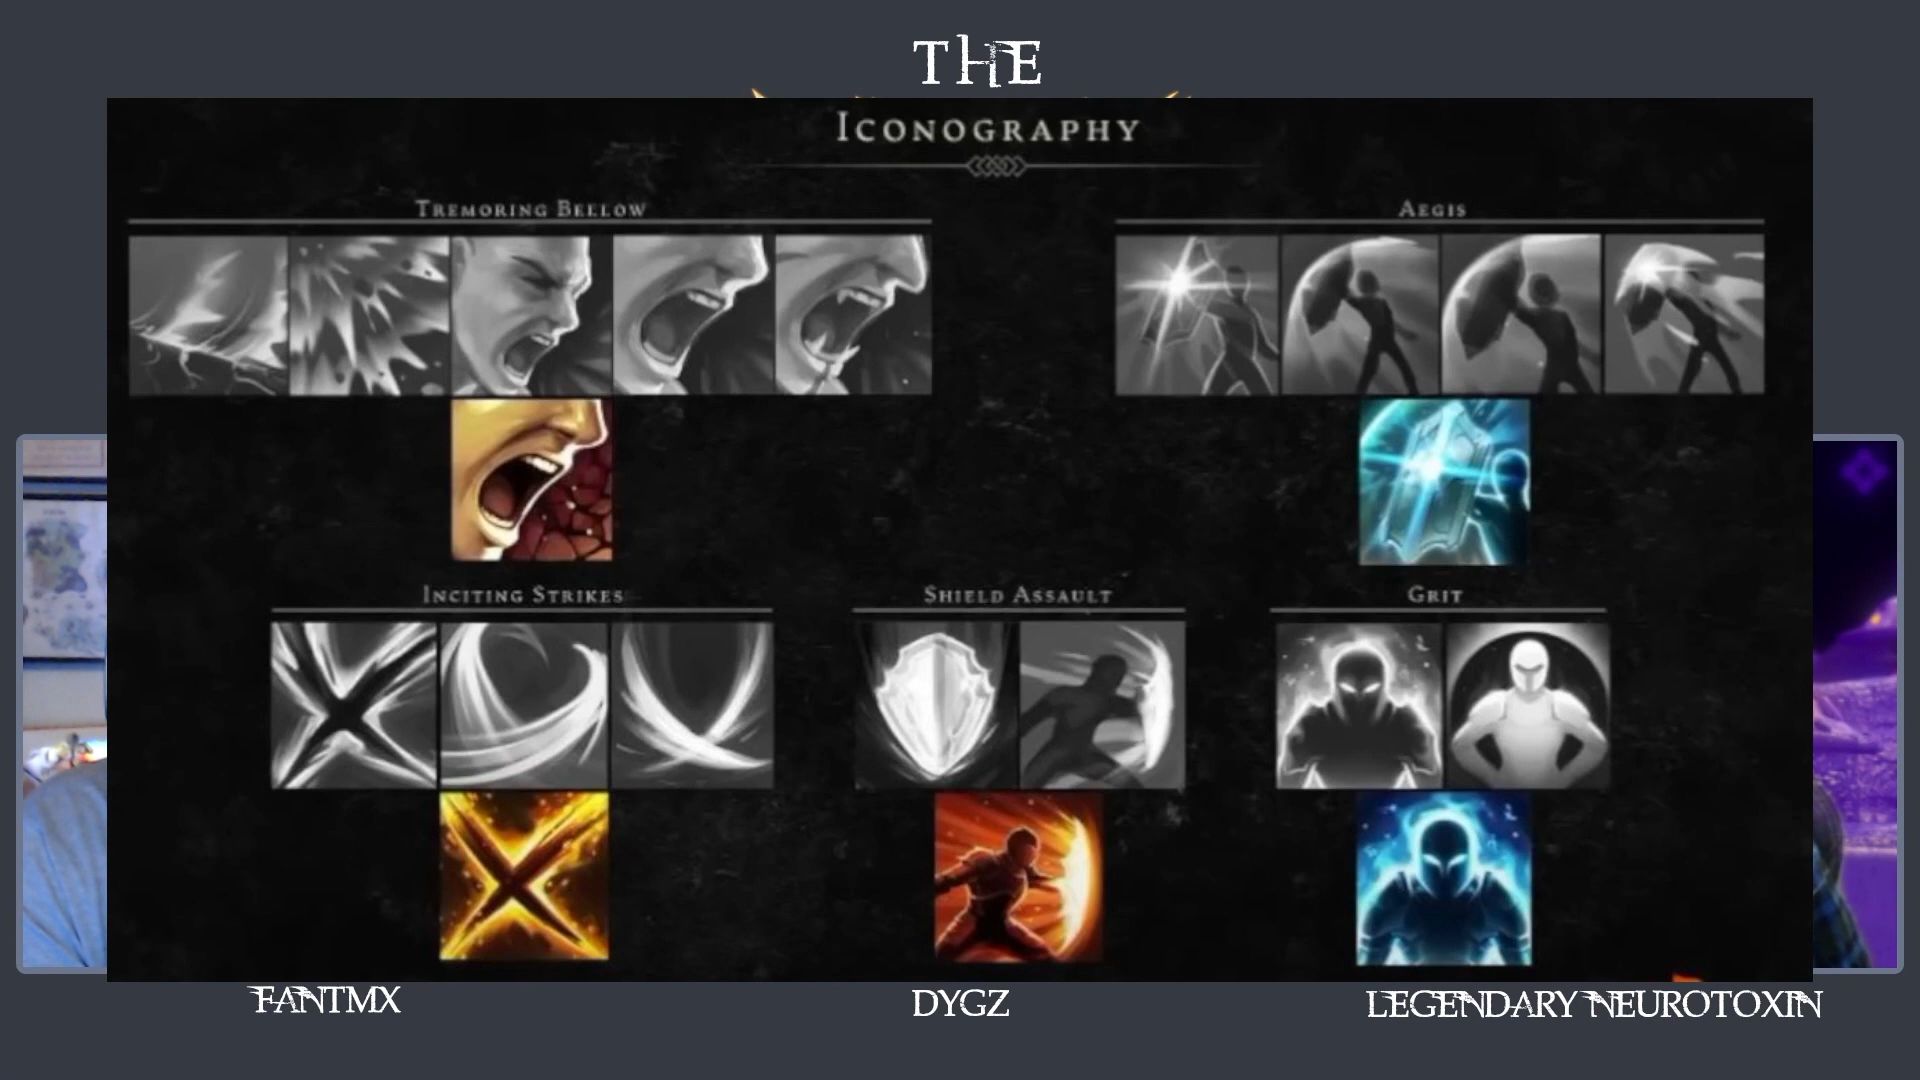 THE
ICONOGRAPHY
TREMORING BELLOW
AEGIS
INCITING STRIKES
SHIELD ASSAULT
GRIT
FANTMX
DYGZ
LEGENDARY NEUROTOXIN